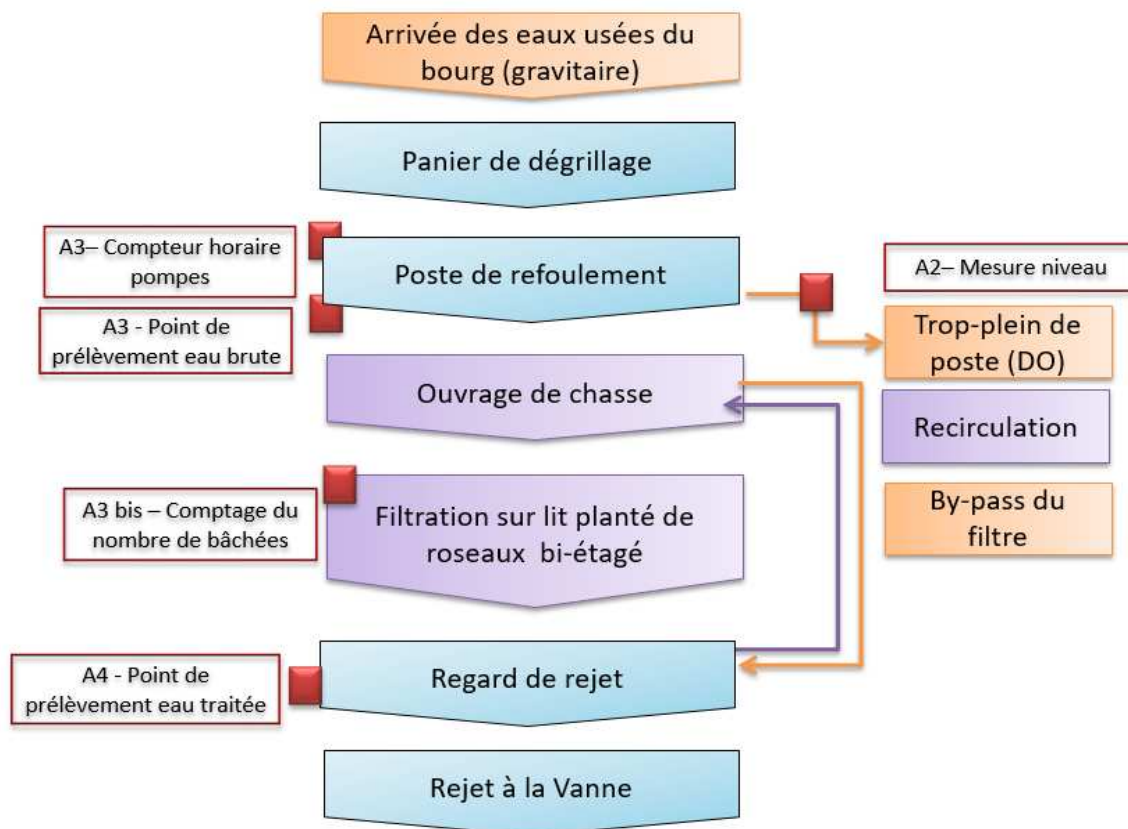 Arrivée des eaux usées du
bourg (gravitaire)
Panier de dégrillage
A3– Compteur horaire
pompes
Poste de refoulement
A2– Mesure niveau
A3 - Point de
prélèvement eau brute
Trop-plein de
poste (DO)
Ouvrage de chasse
Recirculation
A3 bis – Comptage du
nombre de bâchées
Filtration sur lit planté de
roseaux bi-étagé
By-pass du
filtre
A4 - Point de
prélèvement eau traitée
Regard de rejet
Rejet à la Vanne